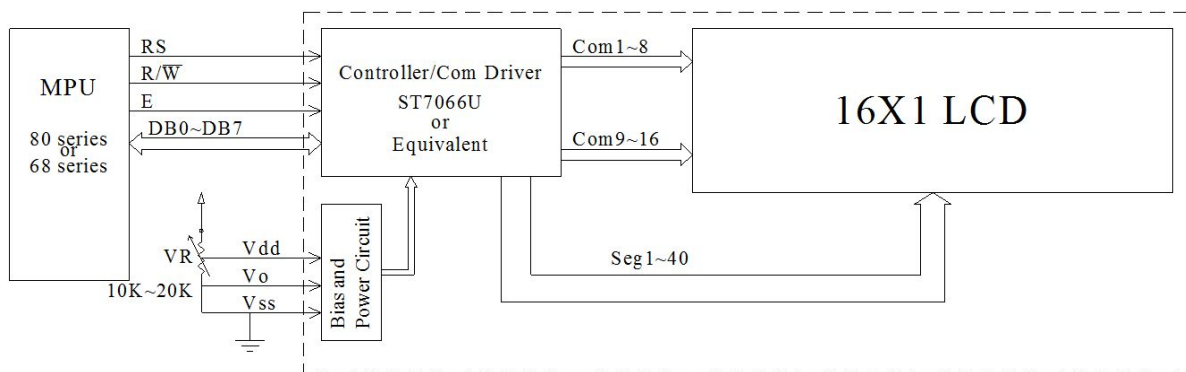 MPU
80 series
or
68 series
RS
R/W̅
E
DB0~DB7
Controller/Com Driver
ST7066U
or
Equivalent
Com1~8
Com9~16
16X1 LCD
VR
10K~20K
Vdd
Vo
Vss
Bias and
Power Circuit
Seg1~40